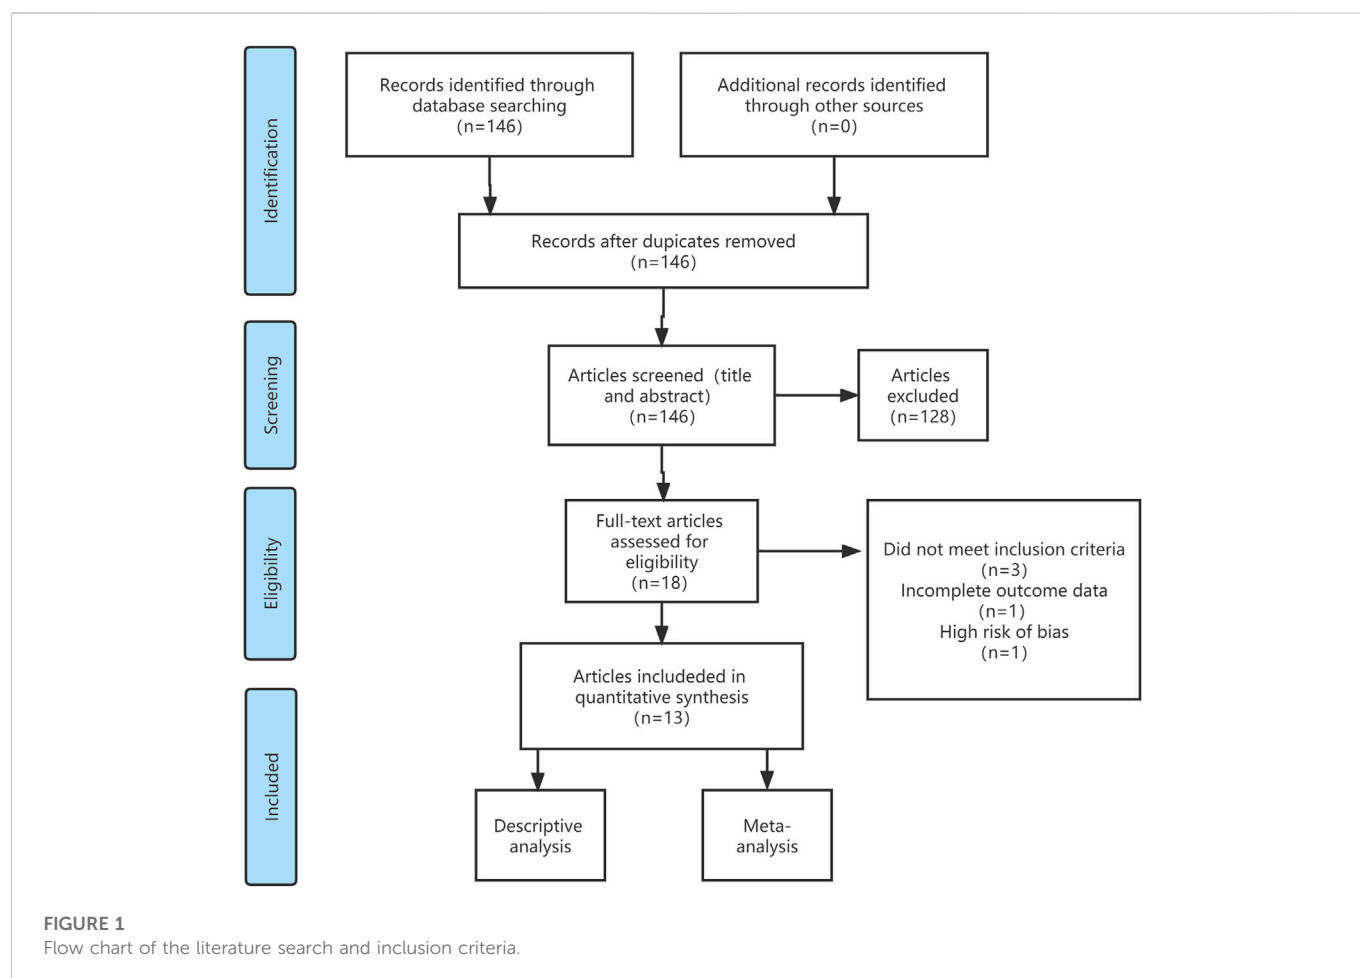 Identification
Records identified through
database searching
(n=146)
Additional records identified
through other sources
(n=0)
Records after dupicates removed
(n=146)
Screening
Articles screened (title
and abstract)
(n=146)
Articles
excluded
(n=128)
Eligibility
Full-text articles
assessed for
eligibility
(n=18)
Did not meet inclusion criteria
(n=3)
Incomplete outcome data
(n=1)
High risk of bias
(n=1)
Included
Articles includeded in
quantitative synthesis
(n=13)
Descriptive
analysis
Meta-
analysis
FIGURE 1
Flow chart of the literature search and inclusion criteria.